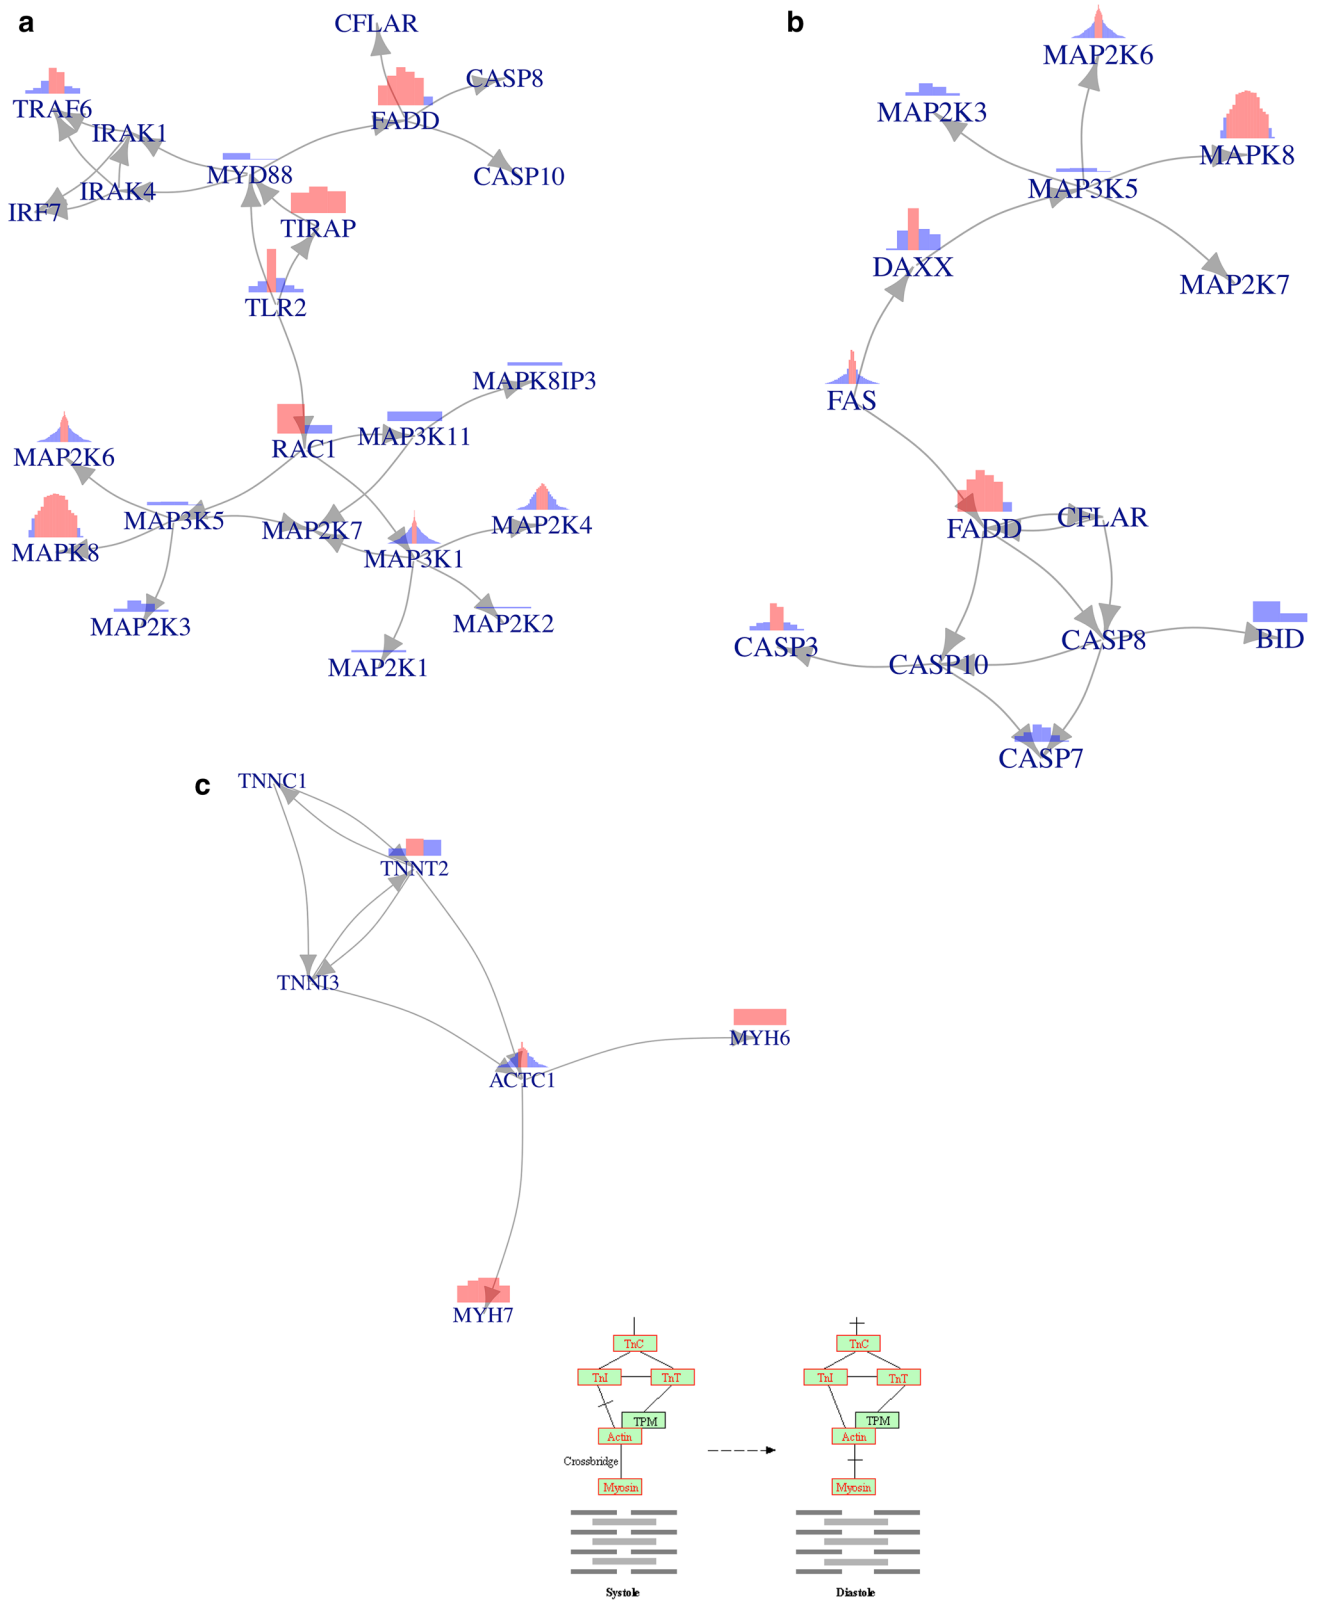 a
CFLAR
CASP8
TRAF6
IRAK1
FADD
MYD88
CASP10
IRAK4
IRF7
TIRAP
TLR2
MAPK8IP3
RAC1
MAP3K11
MAP2K6
MAP3K5
MAP2K7
MAP2K4
MAPK8
MAP3K1
MAP2K3
MAP2K2
MAP2K1
b
MAP2K6
MAP2K3
MAPK8
MAP3K5
DAXX
MAP2K7
FAS
FADD
CFLAR
CASP3
CASP10
CASP8
BID
CASP7
c
TNNC1
TNNT2
TNNI3
MYH6
ACTC1
MYH7
TnC
TnI
TnT
TPM
Actin
Crossbridge
Myosin
Systole
TnC
TnI
TnT
TPM
Actin
Myosin
Diastole